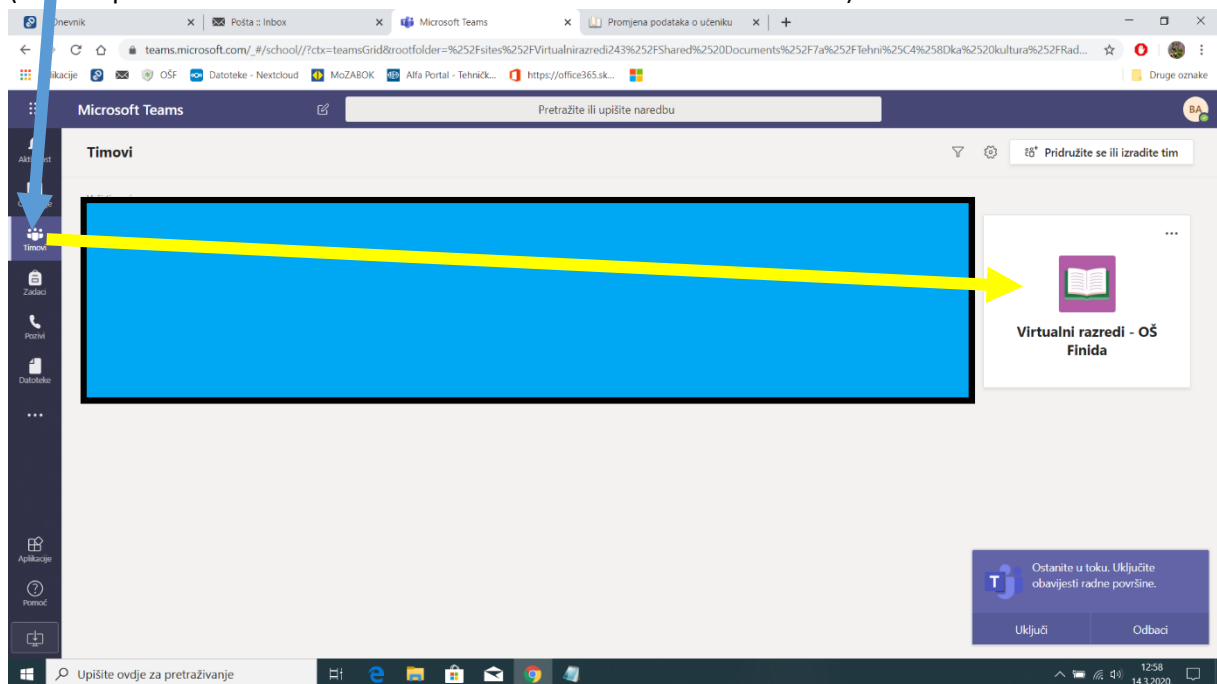 Dnevnik
Pošta :: Inbox
Microsoft Teams
Promjena podataka o učeniku
teams.microsoft.com/_#/school//?ctx=teamsGrid&rootfolder=%252Fsites%252FVirtualnirazredi243%252FShared%2520Documents%252F7a%252FTehni%25C4%258Dka%2520kultura%252FRad...
OŠF
Datoteke - Nextcloud
MoZABOK
Alfa Portal - Tehničk...
https://office365.sk...
Druge oznake
Microsoft Teams
Pretražite ili upišite naredbu
BA
Timovi
Pridružite se ili izradite tim
Timovi
Zadaci
Pozivi
Datoteke
Virtualni razredi - OŠ
Finida
Aplikacije
Pomoć
Ostanite u toku. Uključite
obavijesti radne površine.
Uključi
Odbaci
Upišite ovdje za pretraživanje
12:58
14.3.2020.